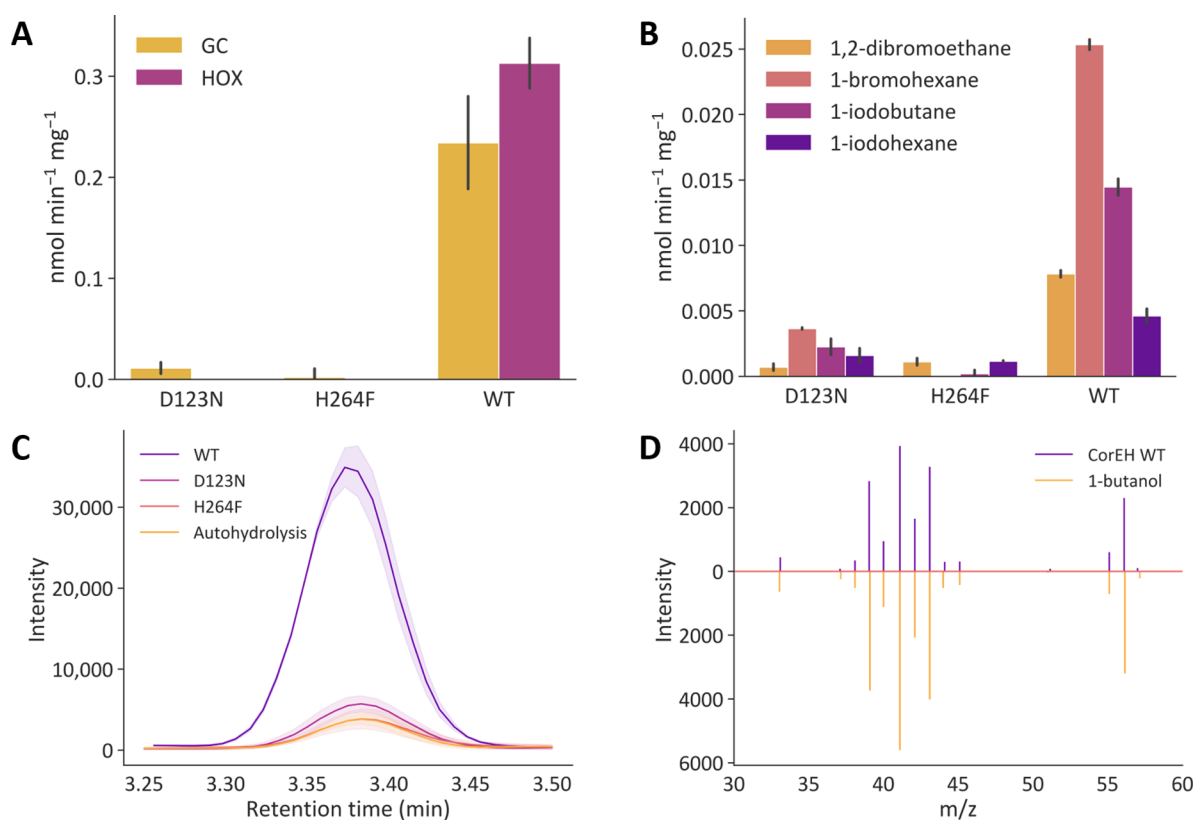 A
GC
HOX
nmol min⁻¹ mg⁻¹
0.3
0.2
0.1
0.0
D123N H264F WT
B
1,2-dibromoethane
1-bromohexane
1-iodobutane
1-iodohexane
nmol min⁻¹ mg⁻¹
0.025
0.020
0.015
0.010
0.005
0.000
D123N H264F WT
C
WT
D123N
H264F
Autohydrolysis
Intensity
30,000
20,000
10,000
0
3.25 3.30 3.35 3.40 3.45 3.50
Retention time (min)
D
CorEH WT
1-butanol
Intensity
4000
2000
0
2000
4000
6000
30 35 40 45 50 55 60
m/z